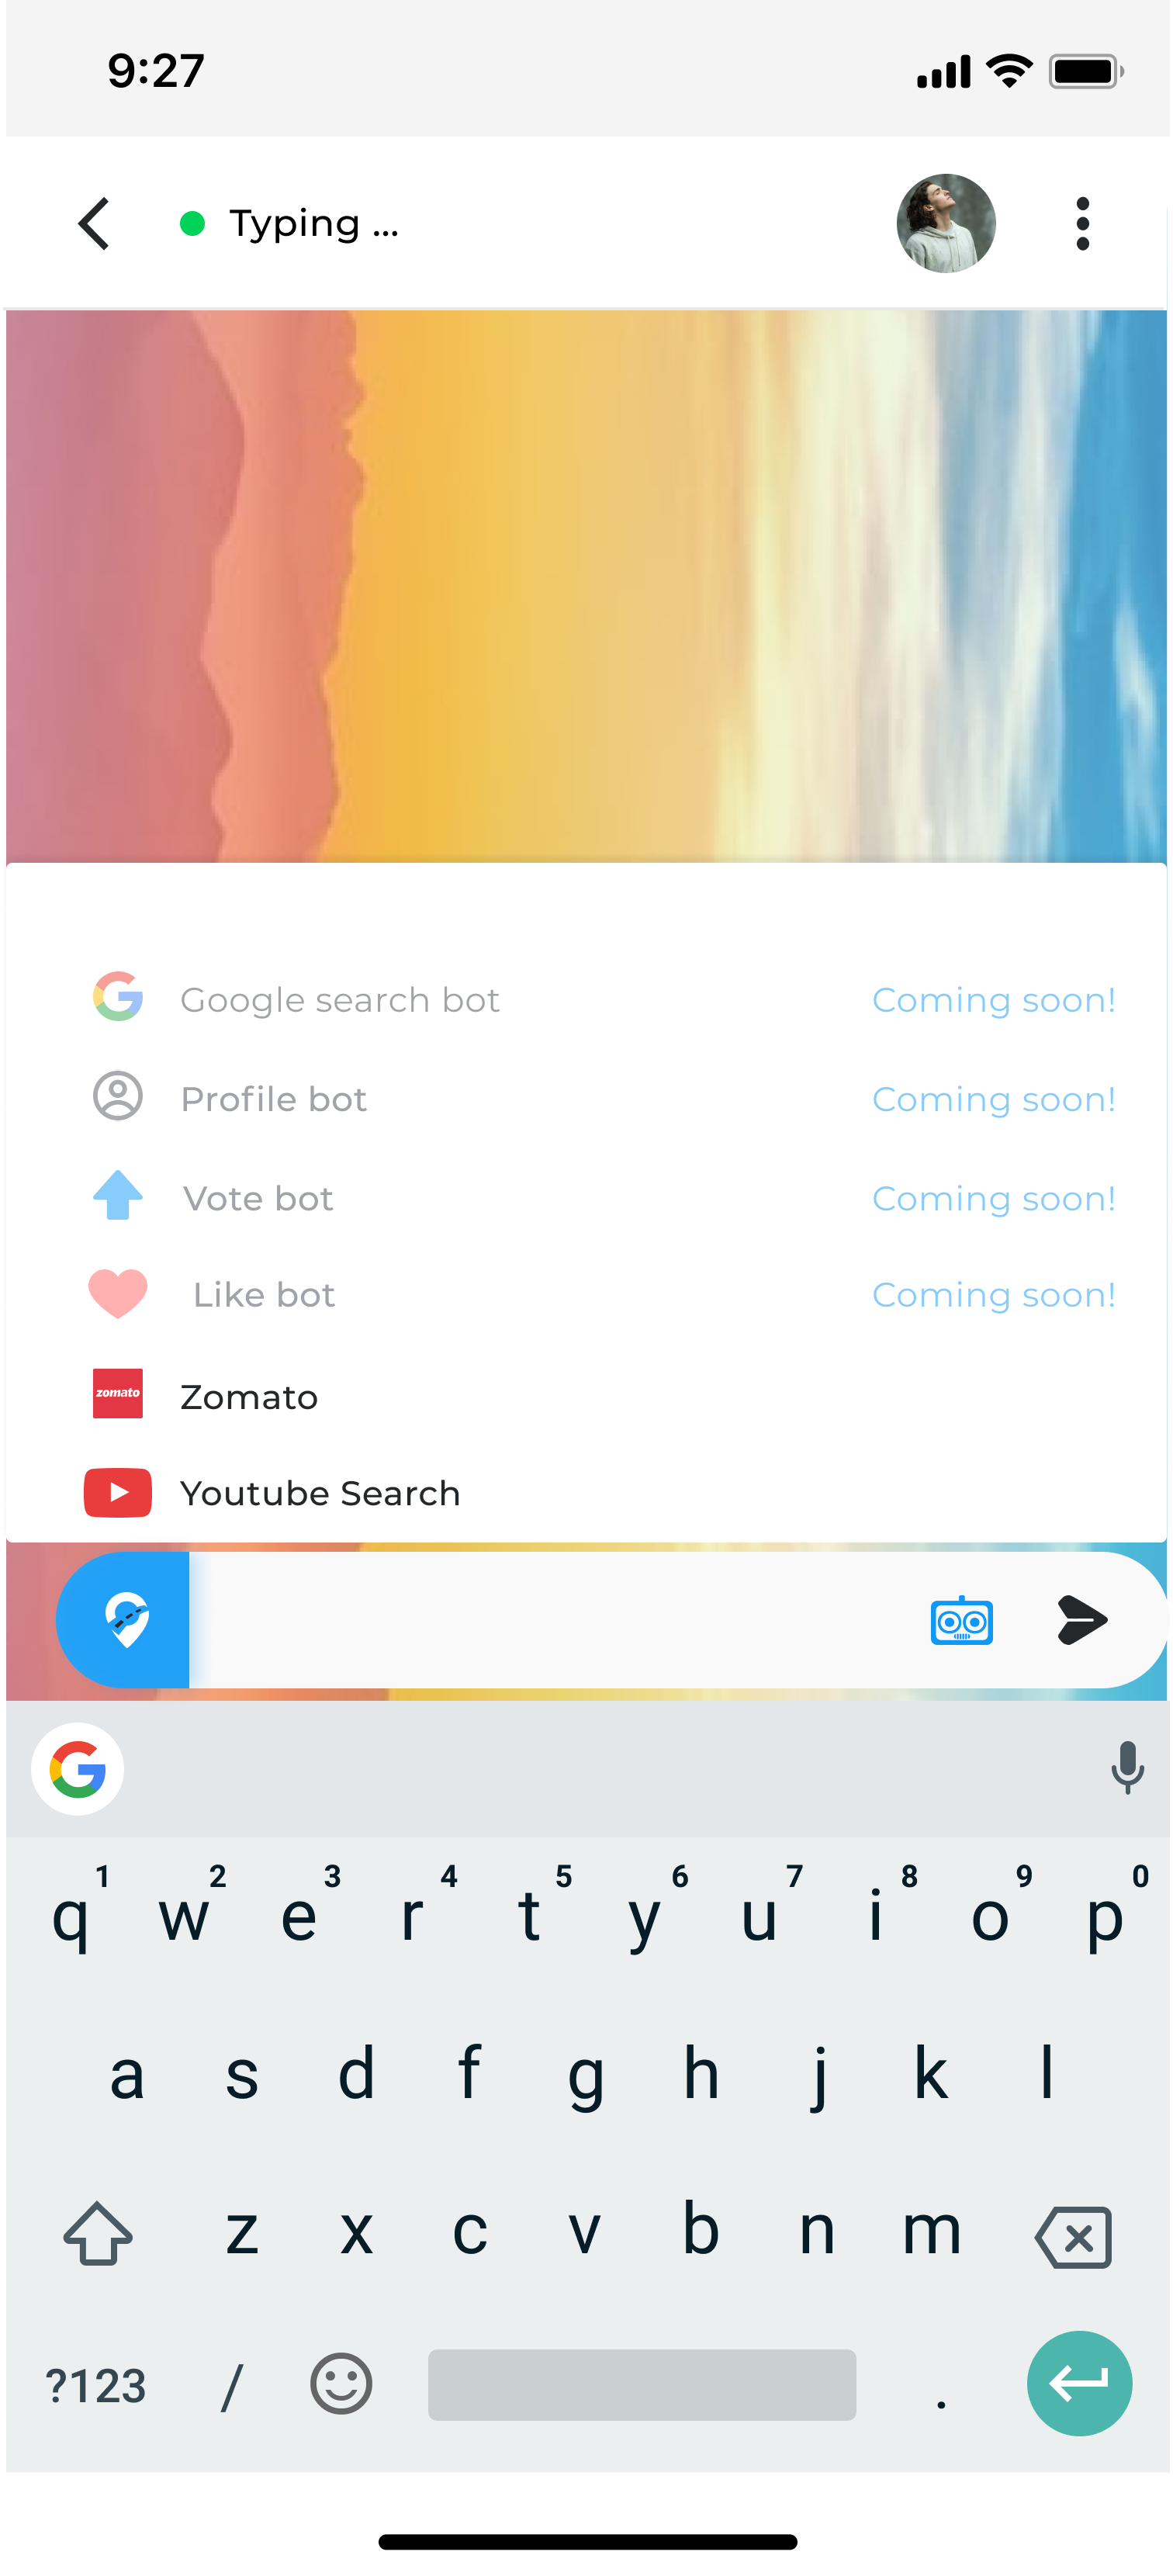 9:27
Typing ...
Google search bot Coming soon!
Profile bot Coming soon!
Vote bot Coming soon!
Like bot Coming soon!
zomato Zomato
Youtube Search
1 2 3 4 5 6 7 8 9 0
q w e r t y u i o p
a s d f g h j k l
z x c v b n m
?123 / .